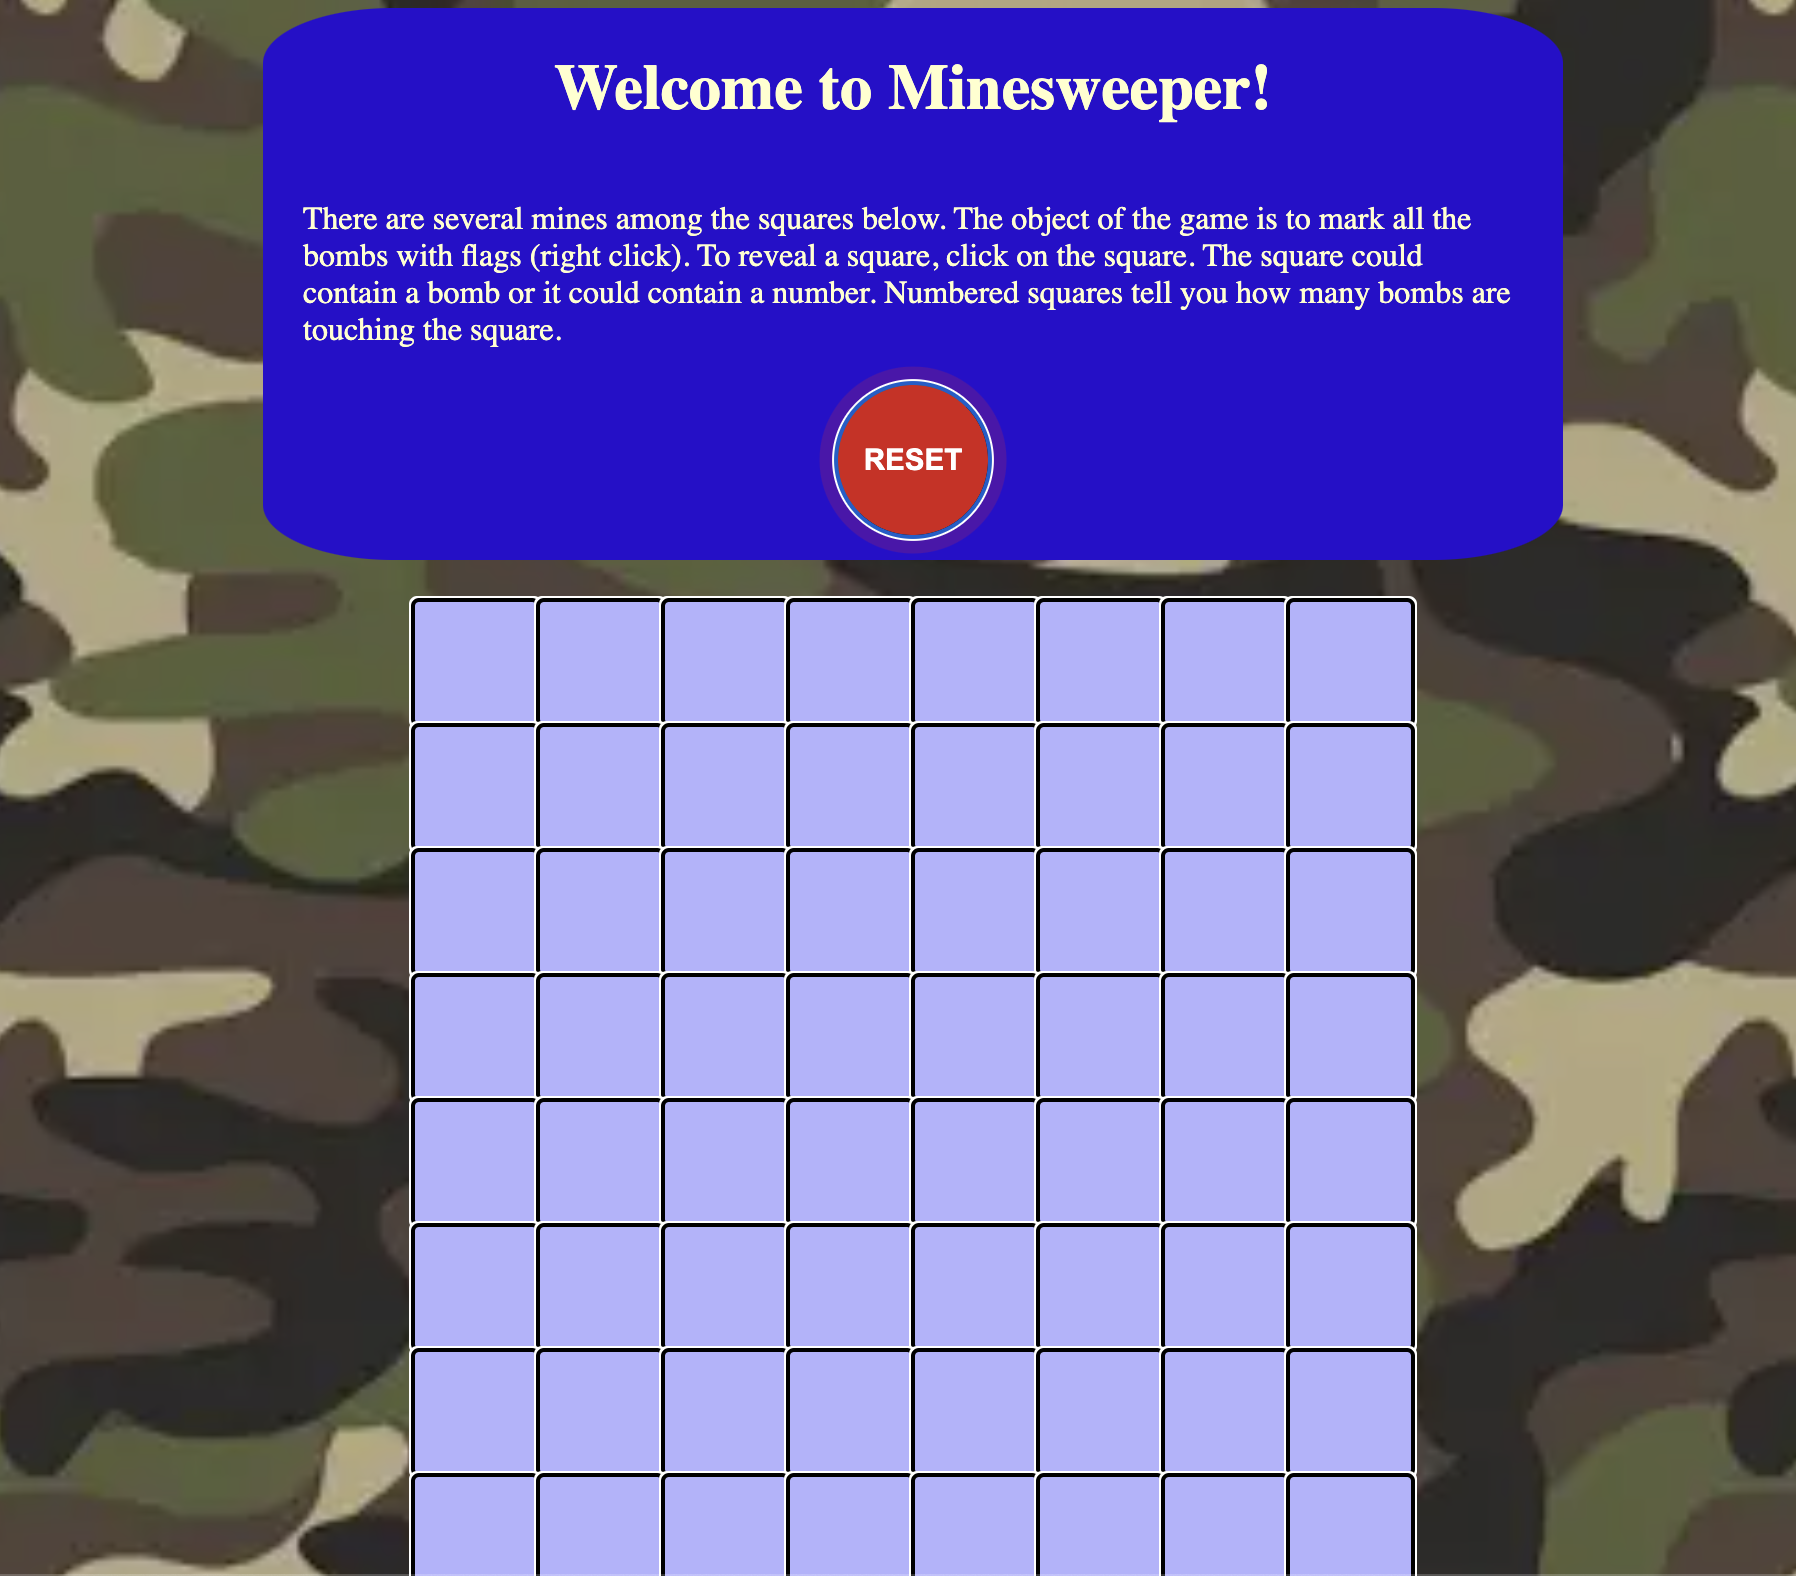 Welcome to Minesweeper!
There are several mines among the squares below. The object of the game is to mark all the
bombs with flags (right click). To reveal a square, click on the square. The square could
contain a bomb or it could contain a number. Numbered squares tell you how many bombs are
touching the square.
RESET